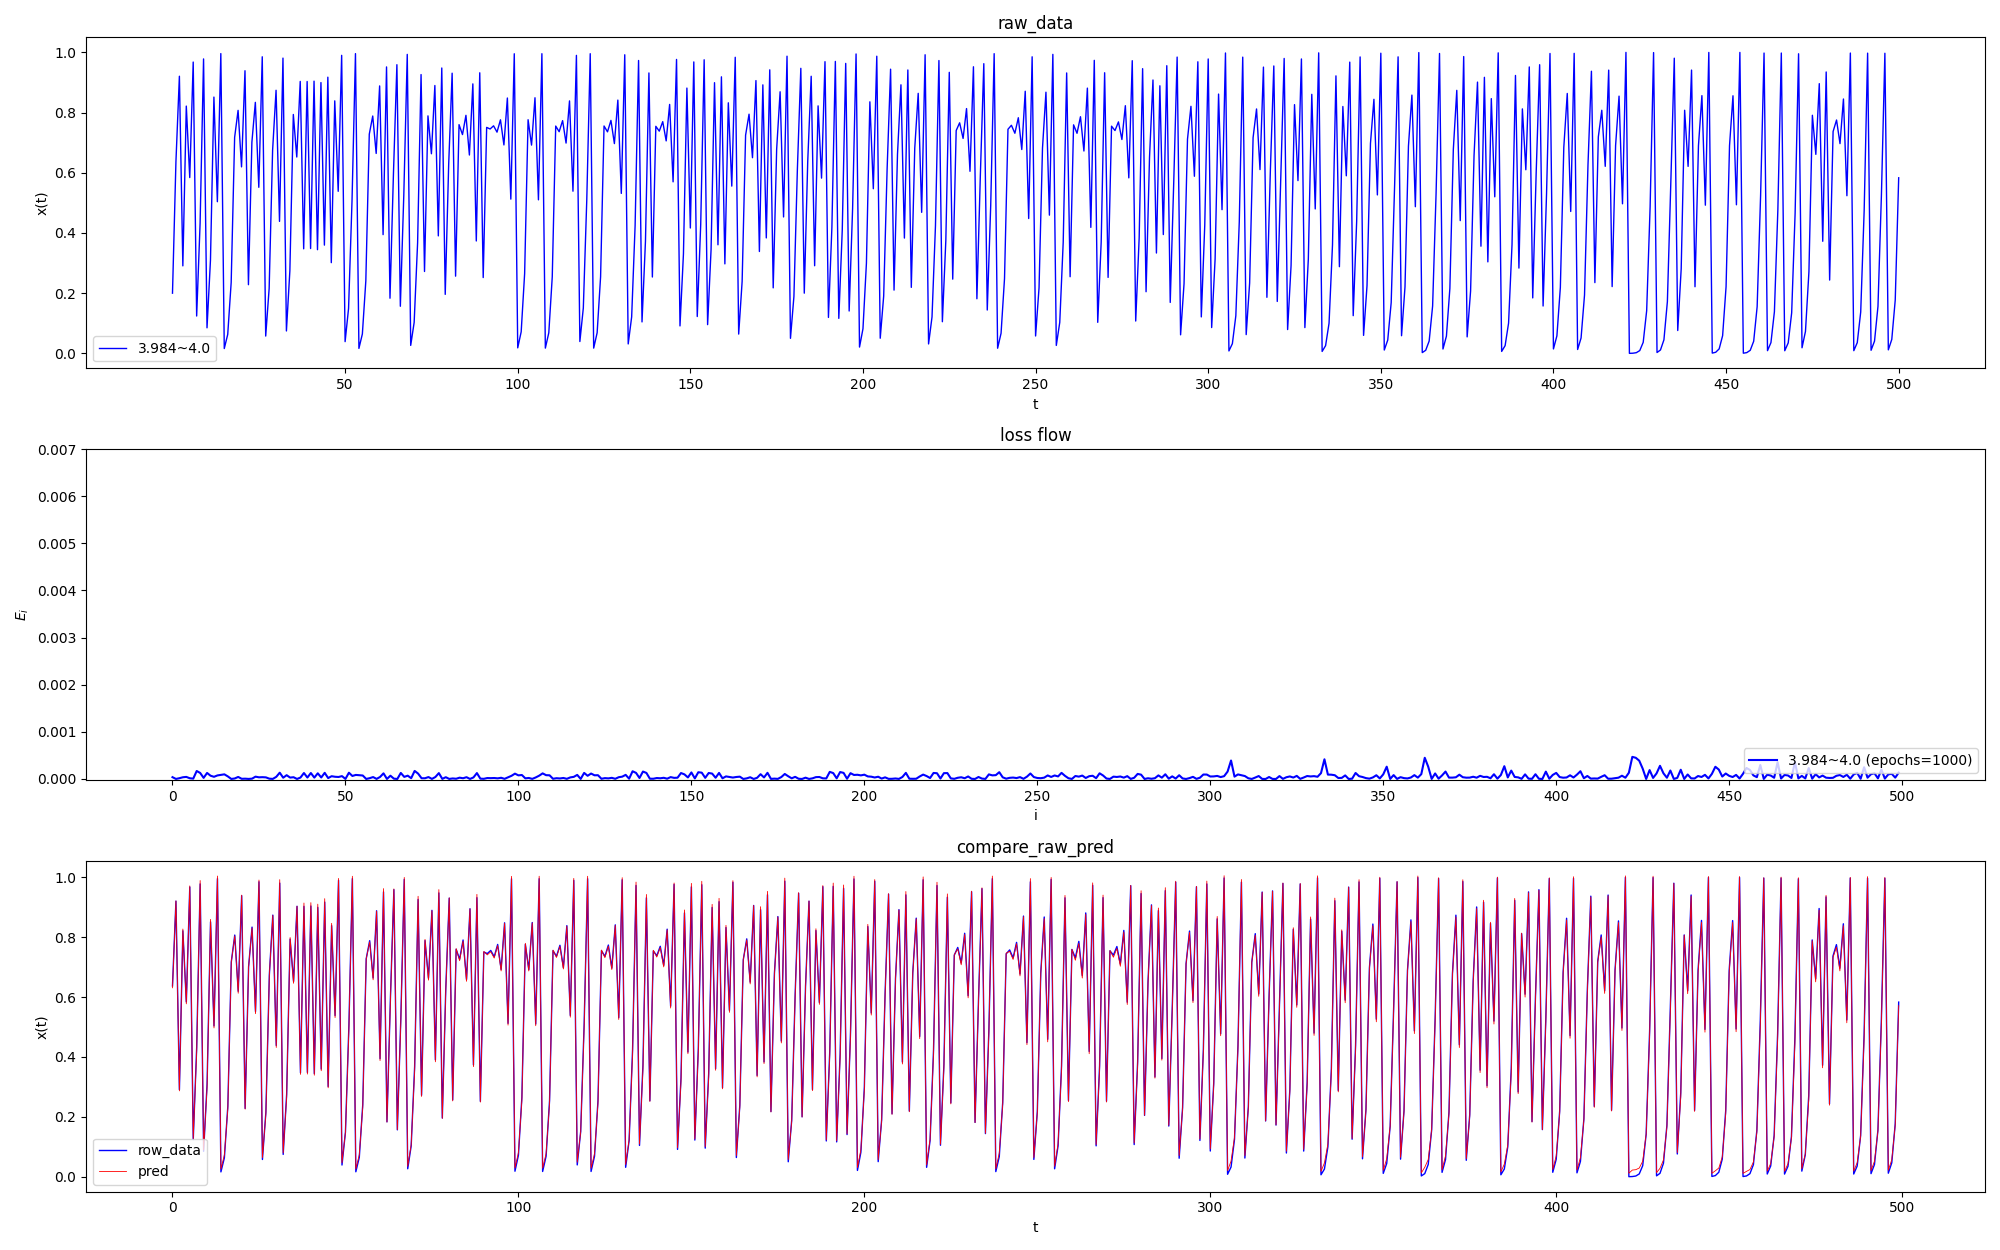 raw_data
1.0
0.8
0.6
0.4
0.2
0.0
x(t)
3.984~4.0
50 100 150 200 250 300 350 400 450 500
t
loss flow
0.007
0.006
0.005
0.004
0.003
0.002
0.001
0.000
E_i
3.984~4.0 (epochs=1000)
0 50 100 150 200 250 300 350 400 450 500
i
compare_raw_pred
1.0
0.8
0.6
0.4
0.2
0.0
x(t)
row_data
pred
0 100 200 300 400 500
t